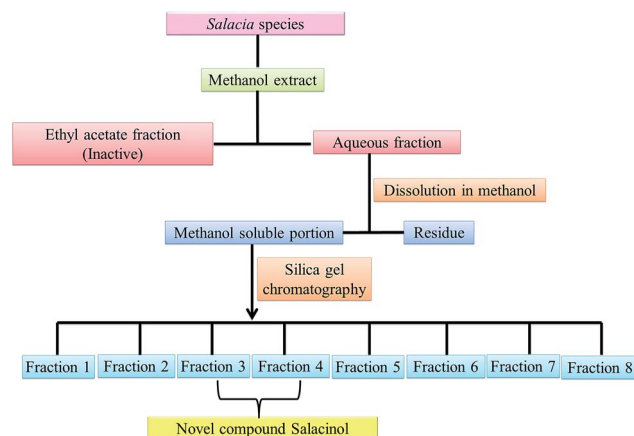 Salacia species
Methanol extract
Ethyl acetate fraction
(Inactive)
Aqueous fraction
Dissolution in methanol
Methanol soluble portion
Residue
Silica gel
chromatography
Fraction 1
Fraction 2
Fraction 3
Fraction 4
Fraction 5
Fraction 6
Fraction 7
Fraction 8
Novel compound Salacinol